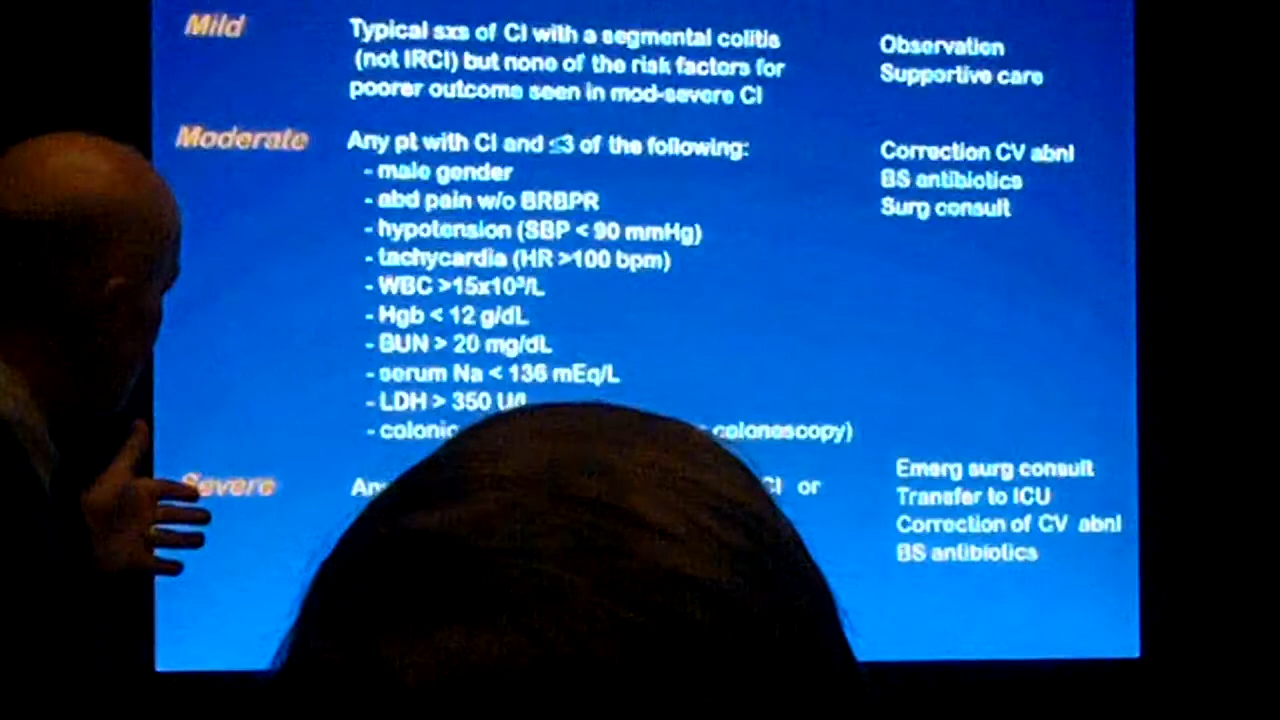 Mild
Typical sxs of CI with a segmental colitis
(not IRCI) but none of the risk factors for
poorer outcome seen in mod-severe CI
Observation
Supportive care
Moderate
Any pt with CI and ≤3 of the following:
- male gender
- abd pain w/o BRBPR
- hypotension (SBP < 90 mmHg)
- tachycardia (HR >100 bpm)
- WBC >15x10³/L
- Hgb < 12 g/dL
- BUN > 20 mg/dL
- serum Na < 136 mEq/L
- LDH > 350 U/L
- colonic colonoscopy)
Correction CV abnl
BS antibiotics
Surg consult
Severe
CI or
Emerg surg consult
Transfer to ICU
Correction of CV abnl
BS antibiotics